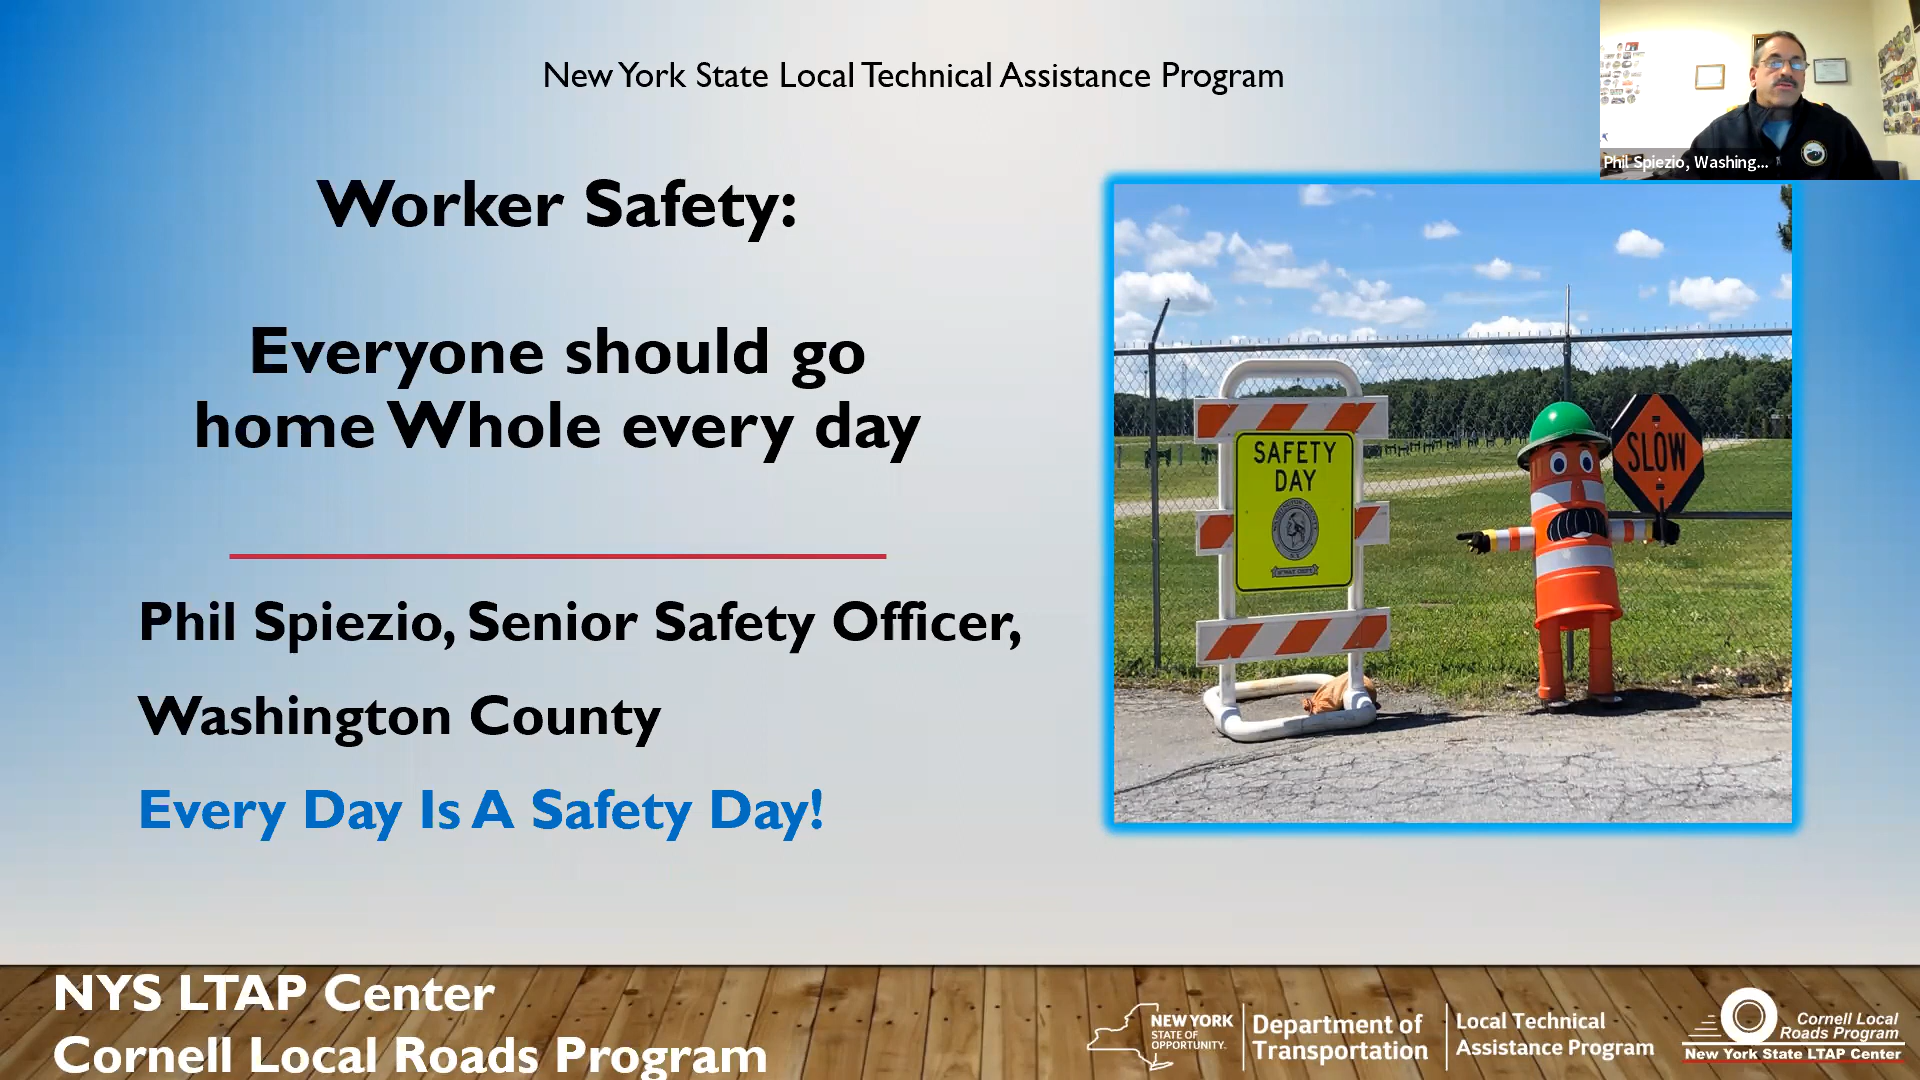 New York State Local Technical Assistance Program
Phil Spiezio, Washing...
Worker Safety:
Everyone should go
home Whole every day
SAFETY
DAY
SLOW
Phil Spiezio, Senior Safety Officer,
Washington County
Every Day Is A Safety Day!
NYS LTAP Center
Cornell Local Roads Program
NEW YORK
STATE OF
OPPORTUNITY.
Department of
Transportation
Local Technical
Assistance Program
Cornell Local
Roads Program
New York State LTAP Center